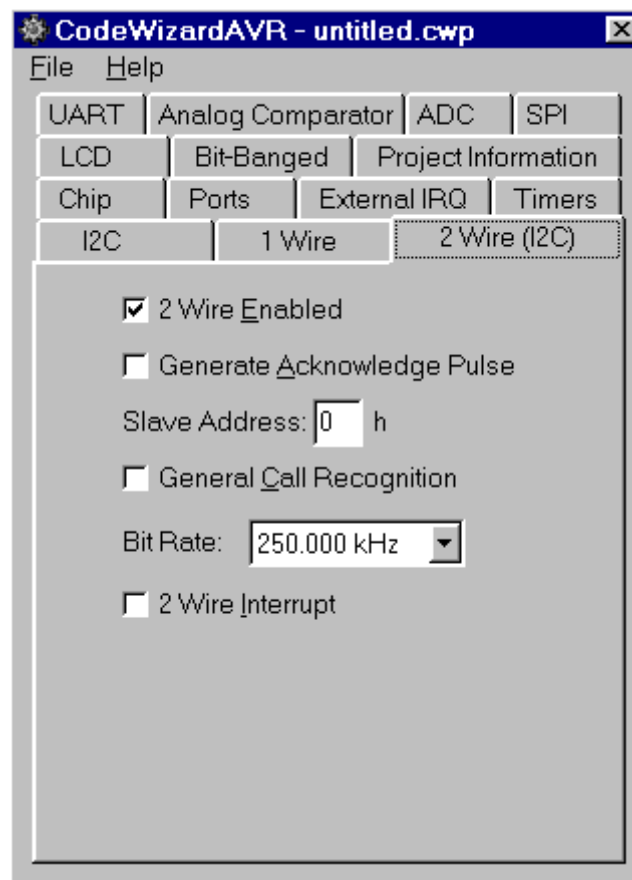 CodeWizardAVR - untitled.cwp
File Help
UART Analog Comparator ADC SPI
LCD Bit-Banged Project Information
Chip Ports External IRQ Timers
I2C 1 Wire 2 Wire (I2C)
2 Wire Enabled
Generate Acknowledge Pulse
Slave Address: 0 h
General Call Recognition
Bit Rate: 250.000 kHz
2 Wire Interrupt